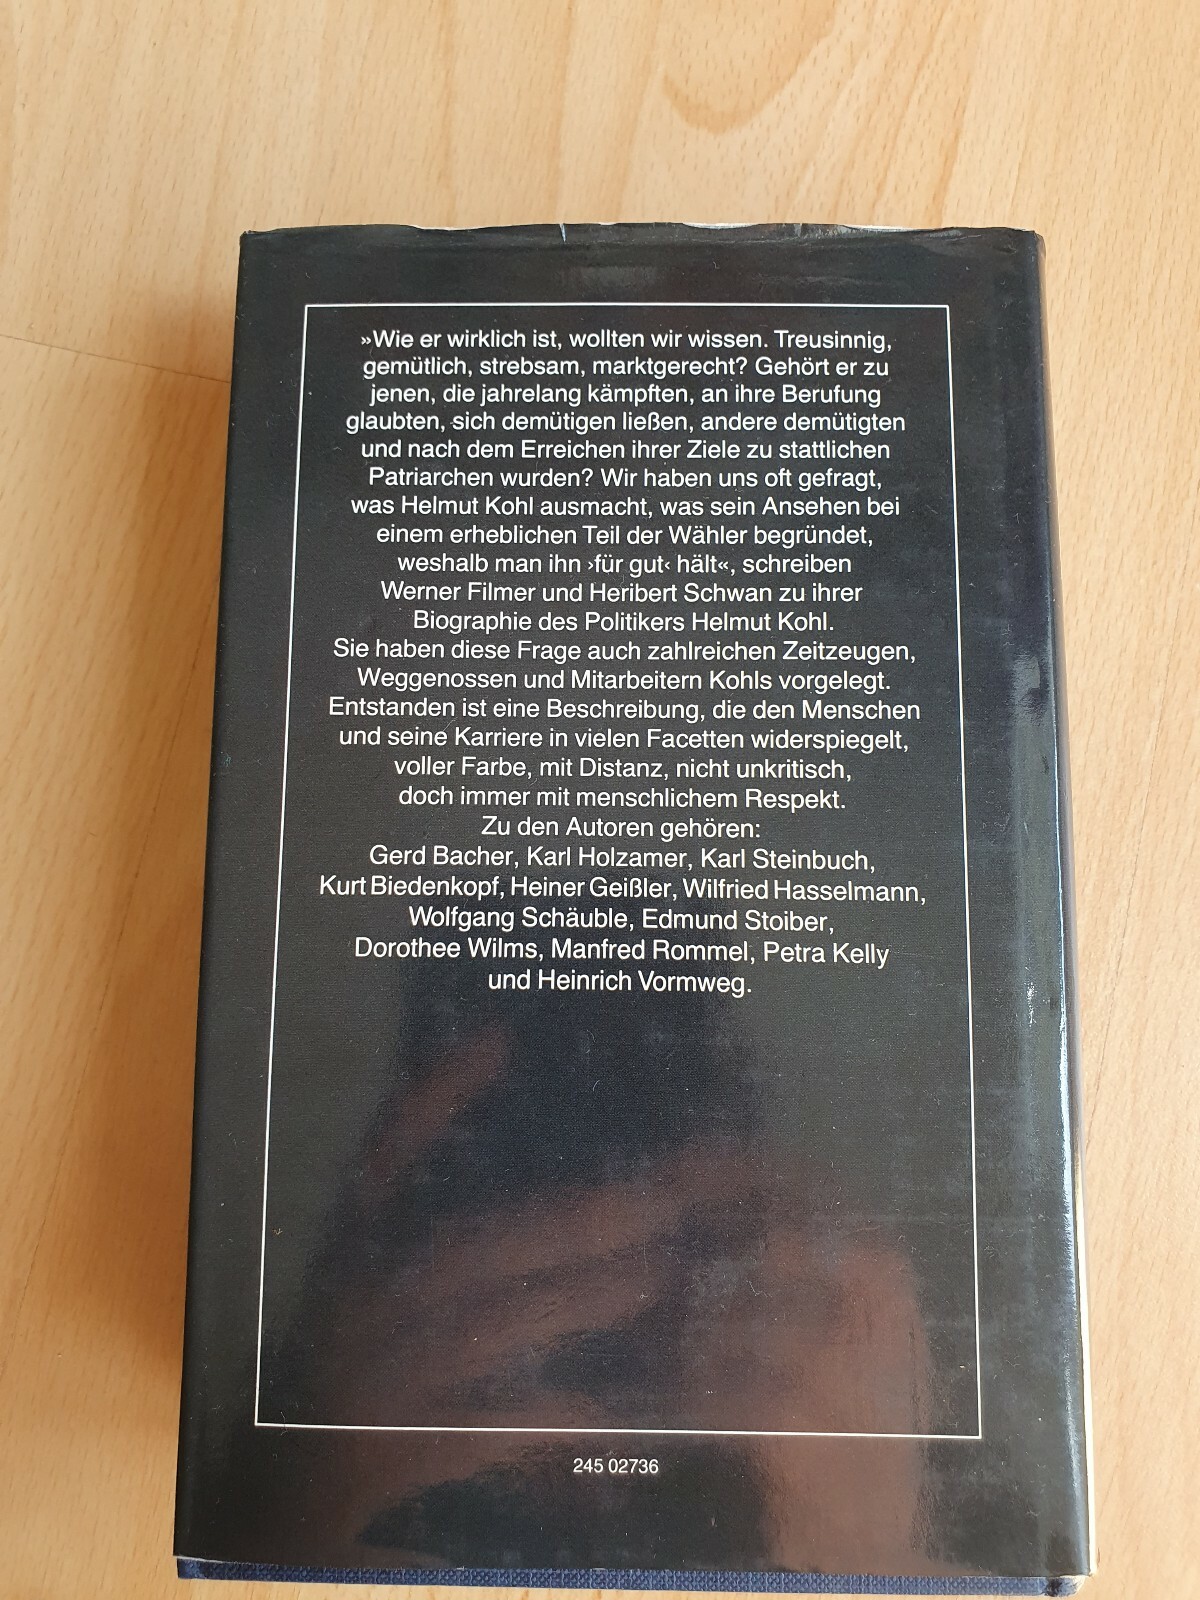 »Wie er wirklich ist, wollten wir wissen. Treusinnig,
gemütlich, strebsam, marktgerecht? Gehört er zu
jenen, die jahrelang kämpften, an ihre Berufung
glaubten, sich demütigen ließen, andere demütigten
und nach dem Erreichen ihrer Ziele zu stattlichen
Patriarchen wurden? Wir haben uns oft gefragt,
was Helmut Kohl ausmacht, was sein Ansehen bei
einem erheblichen Teil der Wähler begründet,
weshalb man ihn ›für gut‹ hält«, schreiben
Werner Filmer und Heribert Schwan zu ihrer
Biographie des Politikers Helmut Kohl.
Sie haben diese Frage auch zahlreichen Zeitzeugen,
Weggenossen und Mitarbeitern Kohls vorgelegt.
Entstanden ist eine Beschreibung, die den Menschen
und seine Karriere in vielen Facetten widerspiegelt,
voller Farbe, mit Distanz, nicht unkritisch,
doch immer mit menschlichem Respekt.
Zu den Autoren gehören:
Gerd Bacher, Karl Holzamer, Karl Steinbuch,
Kurt Biedenkopf, Heiner Geißler, Wilfried Hasselmann,
Wolfgang Schäuble, Edmund Stoiber,
Dorothee Wilms, Manfred Rommel, Petra Kelly
und Heinrich Vormweg.
245 02736